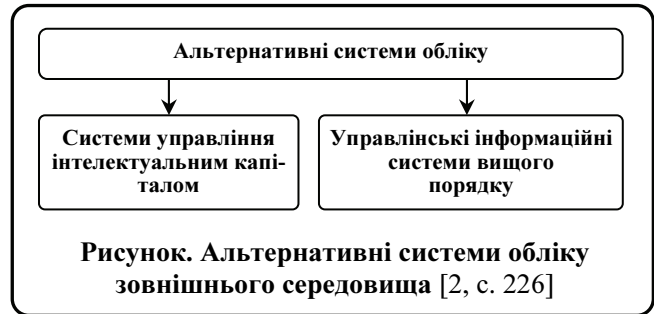 Альтернативні системи обліку
Системи управління
інтелектуальним капі-
талом
Управлінські інформаційні
системи вищого
порядку
Рисунок. Альтернативні системи обліку
зовнішнього середовища [2, с. 226]